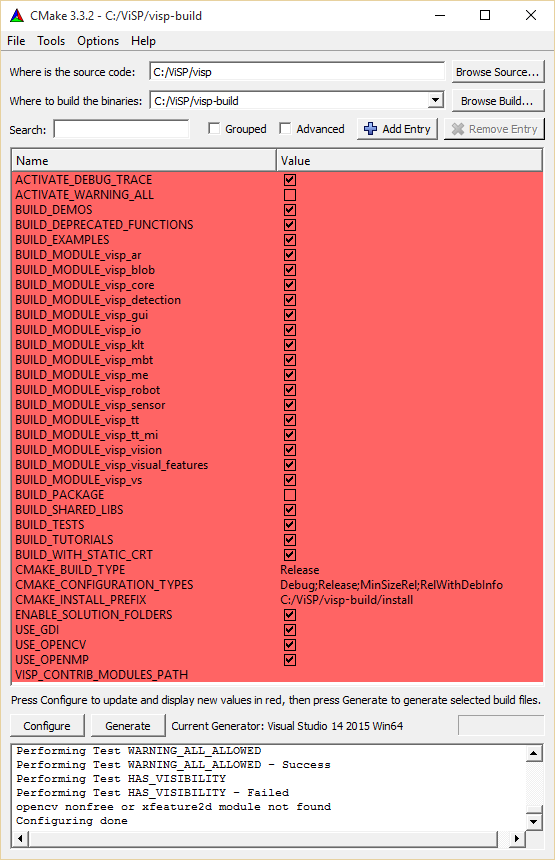 CMake 3.3.2 - C:/ViSP/visp-build
File Tools Options Help
Where is the source code: C:/ViSP/visp Browse Source...
Where to build the binaries: C:/ViSP/visp-build Browse Build...
Search: Grouped Advanced Add Entry Remove Entry
Name Value
ACTIVATE_DEBUG_TRACE
ACTIVATE_WARNING_ALL
BUILD_DEMOS
BUILD_DEPRECATED_FUNCTIONS
BUILD_EXAMPLES
BUILD_MODULE_visp_ar
BUILD_MODULE_visp_blob
BUILD_MODULE_visp_core
BUILD_MODULE_visp_detection
BUILD_MODULE_visp_gui
BUILD_MODULE_visp_io
BUILD_MODULE_visp_klt
BUILD_MODULE_visp_mbt
BUILD_MODULE_visp_me
BUILD_MODULE_visp_robot
BUILD_MODULE_visp_sensor
BUILD_MODULE_visp_tt
BUILD_MODULE_visp_tt_mi
BUILD_MODULE_visp_vision
BUILD_MODULE_visp_visual_features
BUILD_MODULE_visp_vs
BUILD_PACKAGE
BUILD_SHARED_LIBS
BUILD_TESTS
BUILD_TUTORIALS
BUILD_WITH_STATIC_CRT
CMAKE_BUILD_TYPE Release
CMAKE_CONFIGURATION_TYPES Debug;Release;MinSizeRel;RelWithDebInfo
CMAKE_INSTALL_PREFIX C:/ViSP/visp-build/install
ENABLE_SOLUTION_FOLDERS
USE_GDI
USE_OPENCV
USE_OPENMP
VISP_CONTRIB_MODULES_PATH
Press Configure to update and display new values in red, then press Generate to generate selected build files.
Configure Generate Current Generator: Visual Studio 14 2015 Win64
Performing Test WARNING_ALL_ALLOWED
Performing Test WARNING_ALL_ALLOWED - Success
Performing Test HAS_VISIBILITY
Performing Test HAS_VISIBILITY - Failed
opencv nonfree or xfeature2d module not found
Configuring done